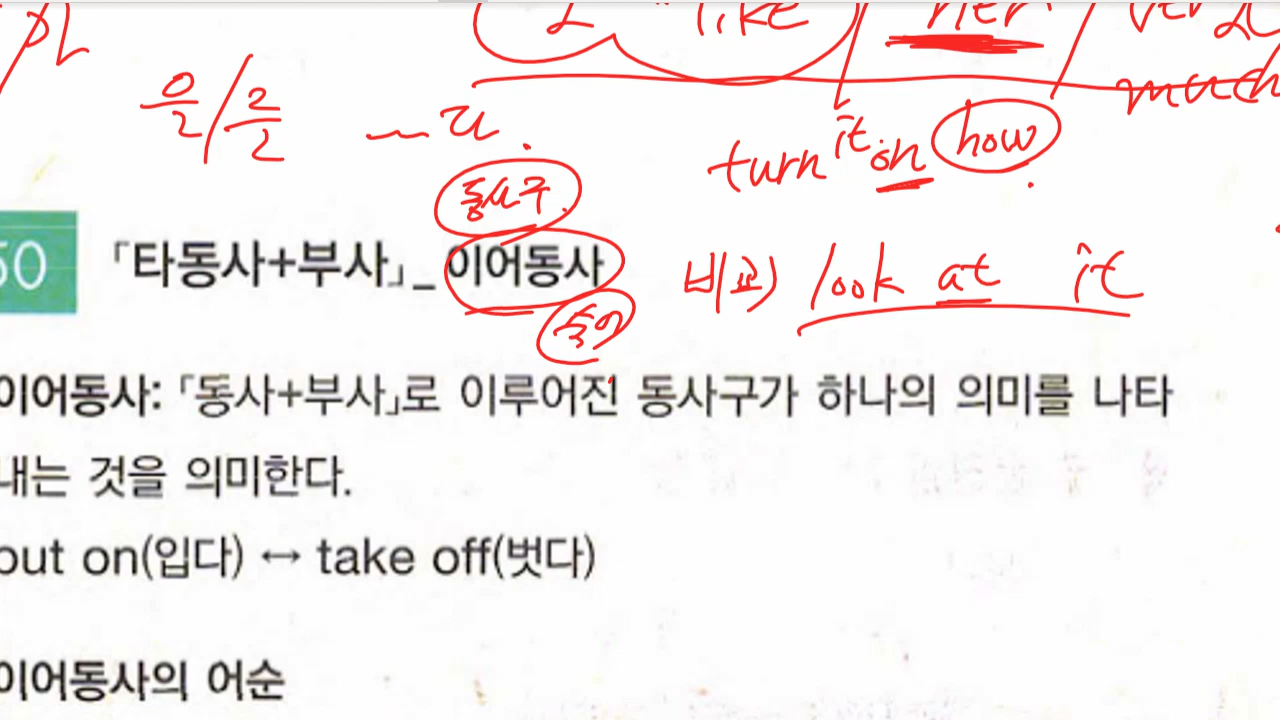 I like / her / very
much
을/를 ~다.
turn it on how
동사구
50 「타동사+부사」_ 이어동사
비교) look at it
숙어
이어동사: 「동사+부사」로 이루어진 동사구가 하나의 의미를 나타
내는 것을 의미한다.
put on(입다) ↔ take off(벗다)
이어동사의 어순